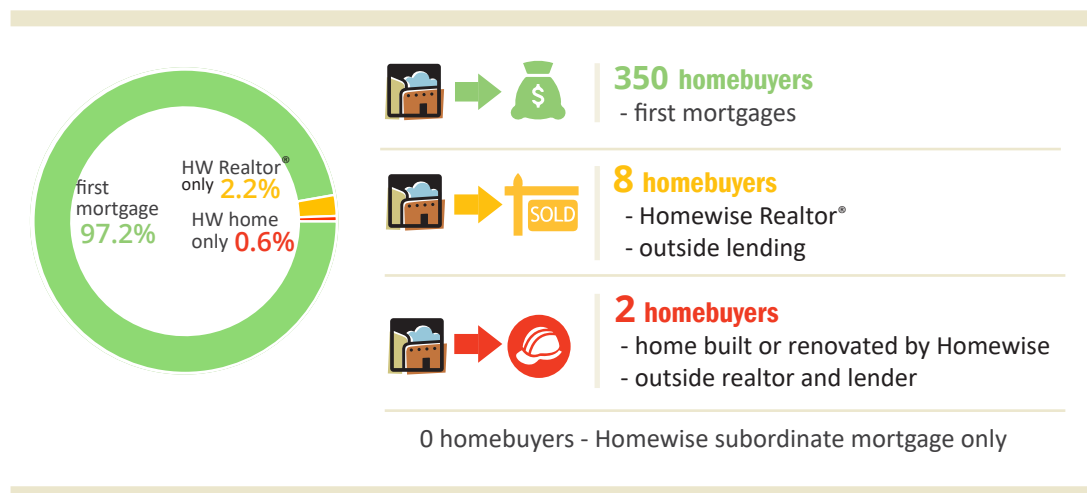 first
mortgage
97.2%
HW Realtor®
only 2.2%
HW home
only 0.6%
$
350 homebuyers
- first mortgages
SOLD
8 homebuyers
- Homewise Realtor®
- outside lending
2 homebuyers
- home built or renovated by Homewise
- outside realtor and lender
0 homebuyers - Homewise subordinate mortgage only